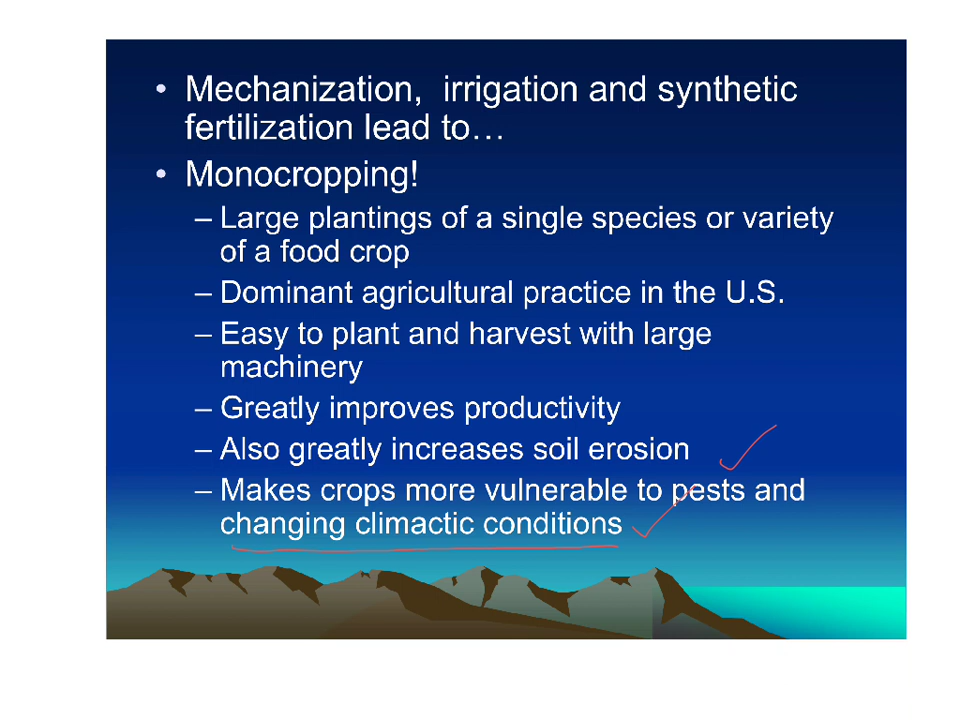 • Mechanization, irrigation and synthetic
fertilization lead to…
• Monocropping!
– Large plantings of a single species or variety
of a food crop
– Dominant agricultural practice in the U.S.
– Easy to plant and harvest with large
machinery
– Greatly improves productivity
– Also greatly increases soil erosion
– Makes crops more vulnerable to pests and
changing climactic conditions